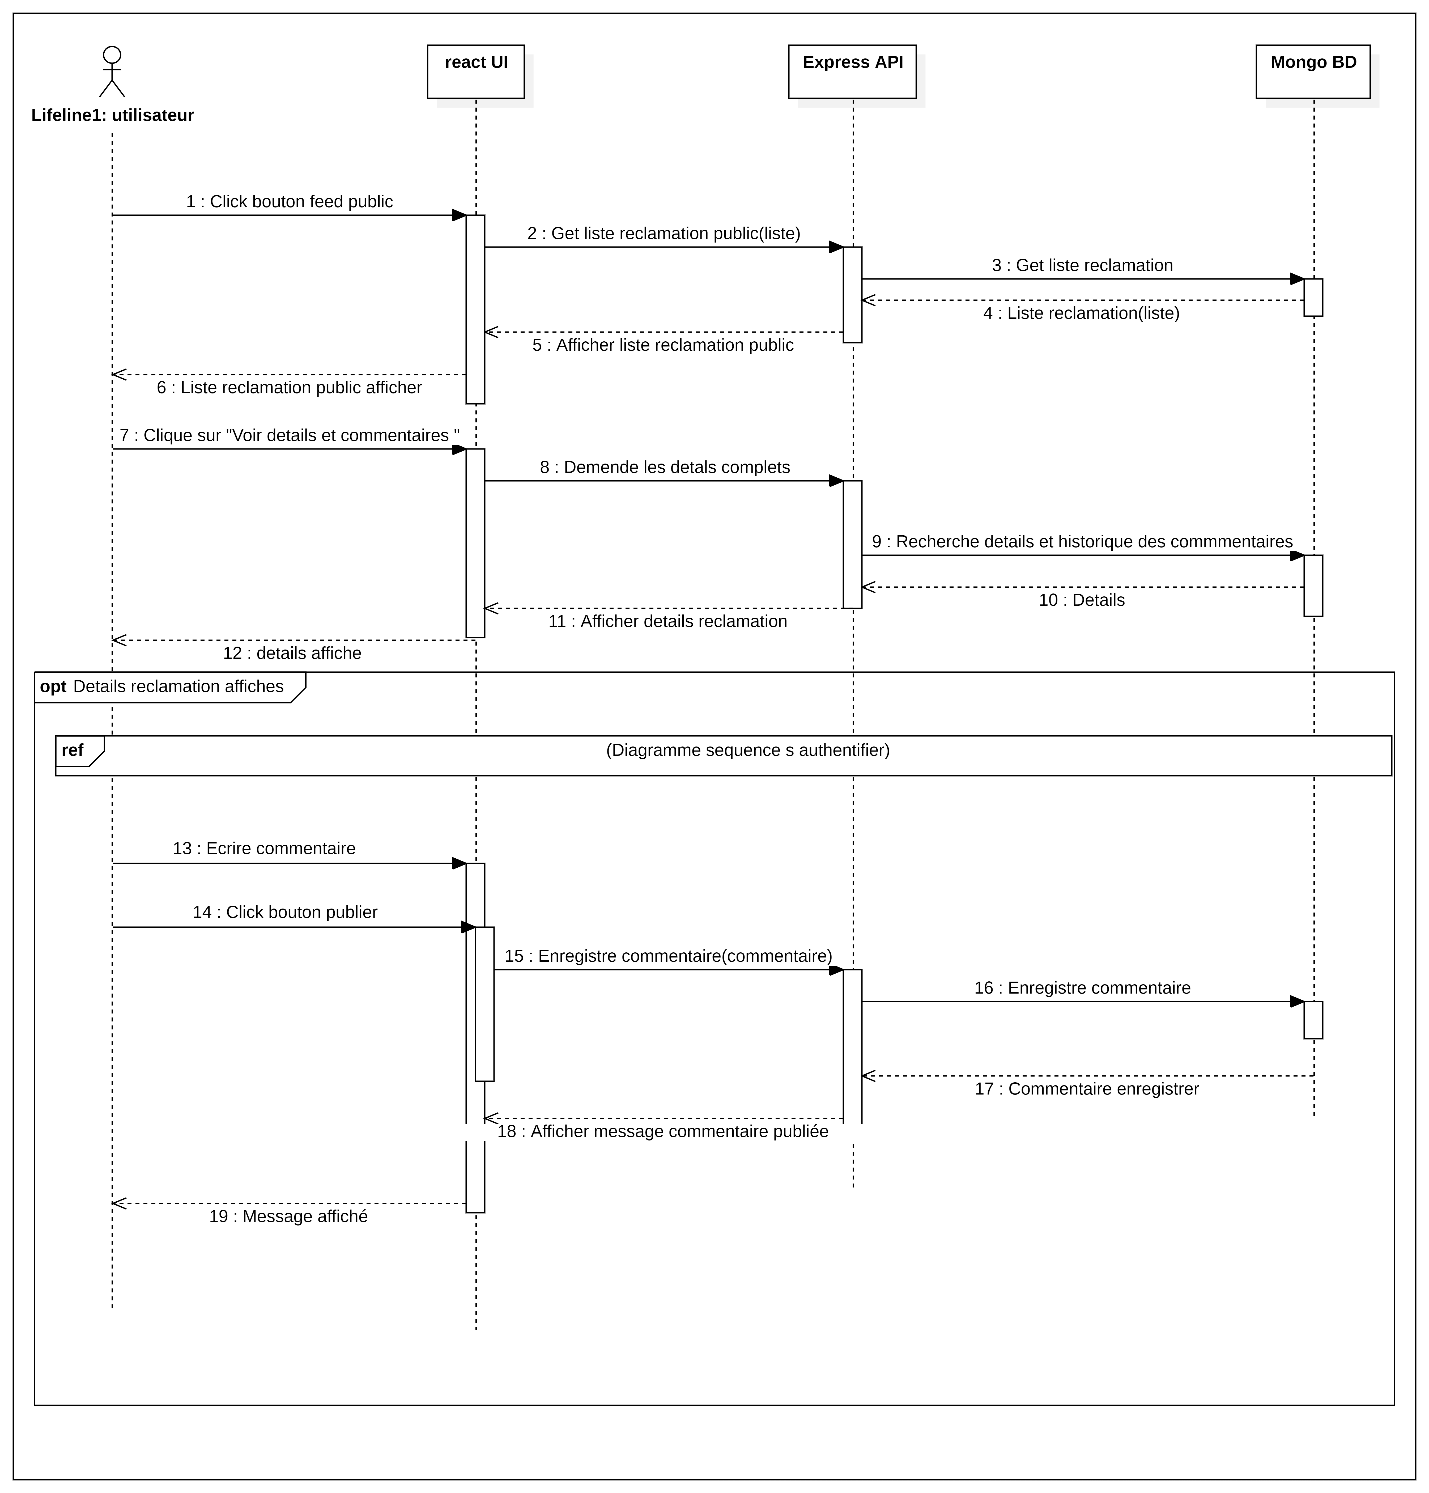 react UI
Express API
Mongo BD
Lifeline1: utilisateur
1 : Click bouton feed public
2 : Get liste reclamation public(liste)
3 : Get liste reclamation
4 : Liste reclamation(liste)
5 : Afficher liste reclamation public
6 : Liste reclamation public afficher
7 : Clique sur "Voir details et commentaires "
8 : Demende les detals complets
9 : Recherche details et historique des commmentaires
10 : Details
11 : Afficher details reclamation
12 : details affiche
opt Details reclamation affiches
ref (Diagramme sequence s authentifier)
13 : Ecrire commentaire
14 : Click bouton publier
15 : Enregistre commentaire(commentaire)
16 : Enregistre commentaire
17 : Commentaire enregistrer
18 : Afficher message commentaire publiée
19 : Message affiché